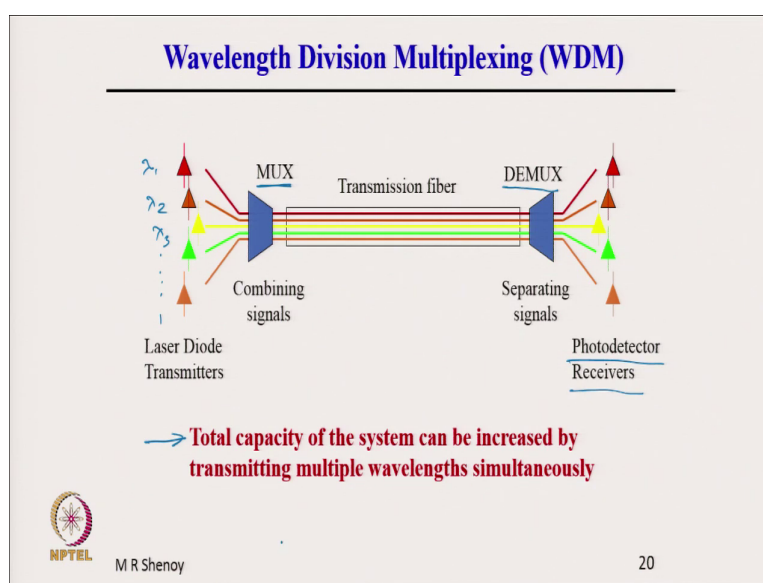 Wavelength Division Multiplexing (WDM)
λ₁
MUX
DEMUX
Transmission fiber
λ₂
λ₃
Combining
signals
Separating
signals
Laser Diode
Transmitters
Photodetector
Receivers
→ Total capacity of the system can be increased by
transmitting multiple wavelengths simultaneously
NPTEL
M R Shenoy
20